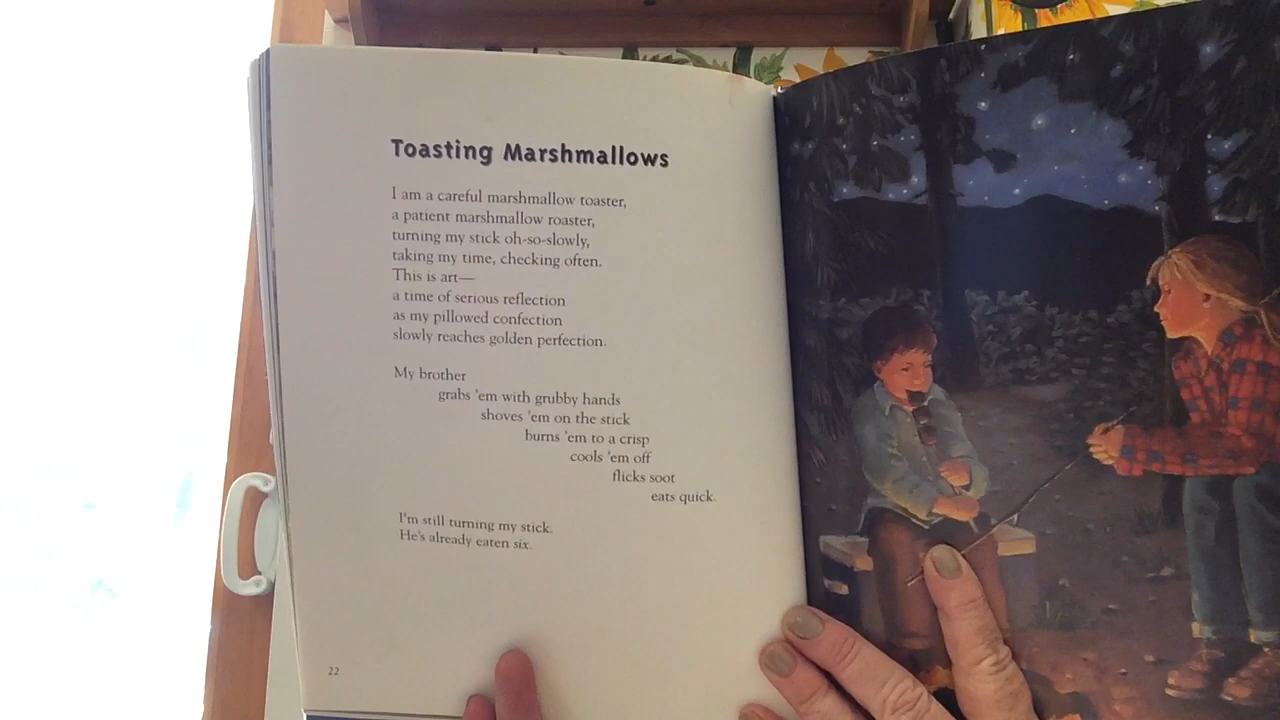 Toasting Marshmallows
I am a careful marshmallow toaster,
a patient marshmallow roaster,
turning my stick oh-so-slowly,
taking my time, checking often.
This is art—
a time of serious reflection
as my pillowed confection
slowly reaches golden perfection.
My brother
grabs 'em with grubby hands
shoves 'em on the stick
burns 'em to a crisp
cools 'em off
flicks soot
eats quick.
I'm still turning my stick.
He's already eaten six.
22